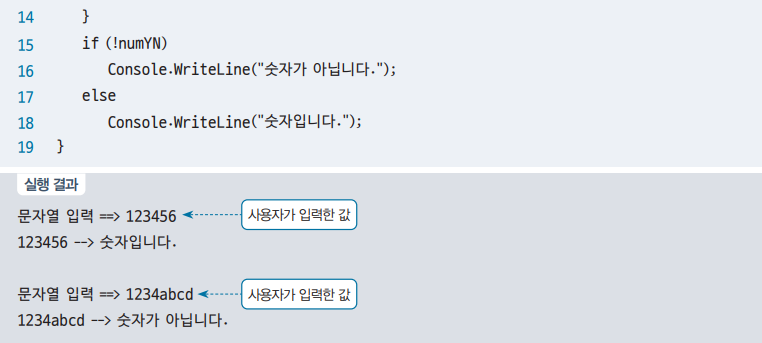 14 }
15 if (!numYN)
16 Console.WriteLine("숫자가 아닙니다.");
17 else
18 Console.WriteLine("숫자입니다.");
19 }
실행 결과
문자열 입력 ==> 123456 사용자가 입력한 값
123456 --> 숫자입니다.
문자열 입력 ==> 1234abcd 사용자가 입력한 값
1234abcd --> 숫자가 아닙니다.